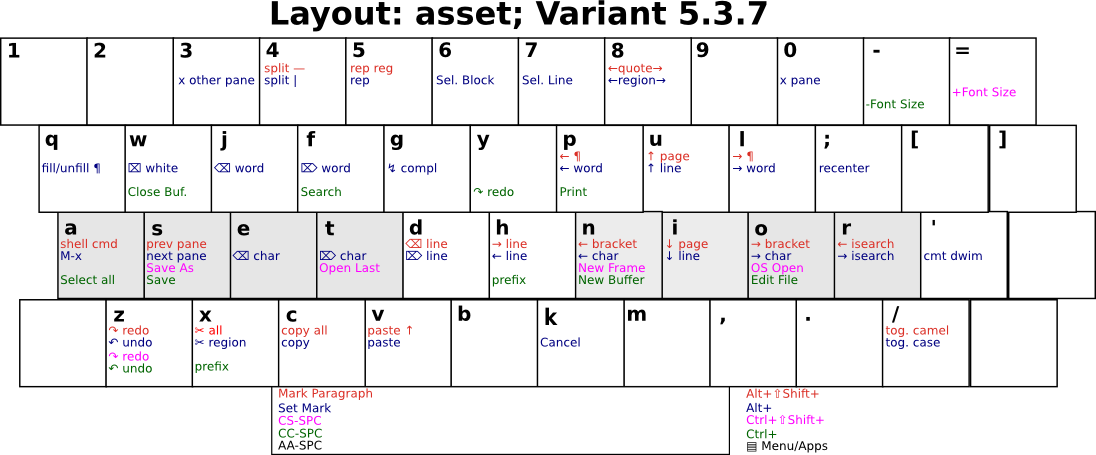 Layout: asset; Variant 5.3.7
1
2
3
x other pane
4
split —
split |
5
rep reg
rep
6
Sel. Block
7
Sel. Line
8
←quote→
←region→
9
0
x pane
-
-Font Size
=
+Font Size
q
fill/unfill ¶
w
⌧ white
Close Buf.
j
⌫ word
f
⌦ word
Search
g
↯ compl
y
↷ redo
p
← ¶
← word
Print
u
↑ page
↑ line
l
→ ¶
→ word
;
recenter
[
]
a
shell cmd
M-x
Select all
s
prev pane
next pane
Save As
Save
e
⌫ char
t
⌦ char
Open Last
d
⌫ line
⌦ line
h
→ line
← line
prefix
n
← bracket
← char
New Frame
New Buffer
i
↓ page
↓ line
o
→ bracket
→ char
OS Open
Edit File
r
← isearch
→ isearch
'
cmt dwim
z
↷ redo
↶ undo
↷ redo
↶ undo
x
✂ all
✂ region
prefix
c
copy all
copy
v
paste ↑
paste
b
k
Cancel
m
,
.
/
tog. camel
tog. case
Mark Paragraph
Set Mark
CS-SPC
CC-SPC
AA-SPC
Alt+⇧Shift+
Alt+
Ctrl+⇧Shift+
Ctrl+
▤ Menu/Apps